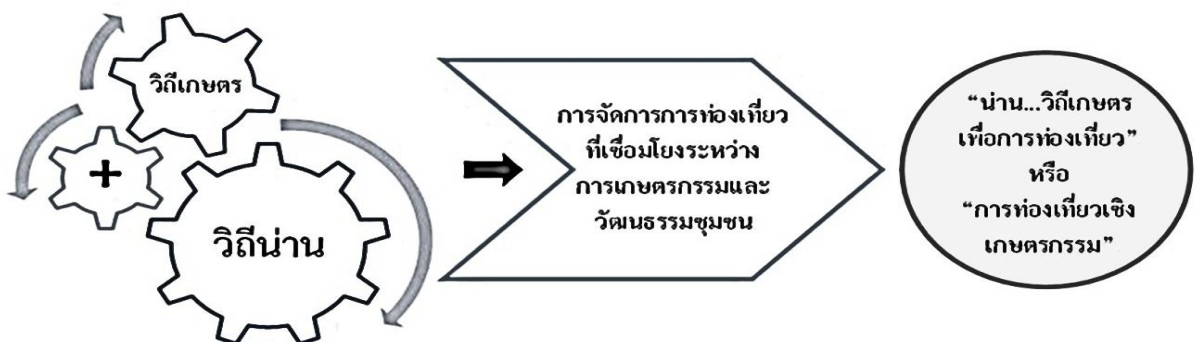 วิถีเกษตร
+
วิถีน่าน
การจัดการการท่องเที่ยว
ที่เชื่อมโยงระหว่าง
การเกษตรกรรมและ
วัฒนธรรมชุมชน
“น่าน...วิถีเกษตร
เพื่อการท่องเที่ยว”
หรือ
“การท่องเที่ยวเชิง
เกษตรกรรม”